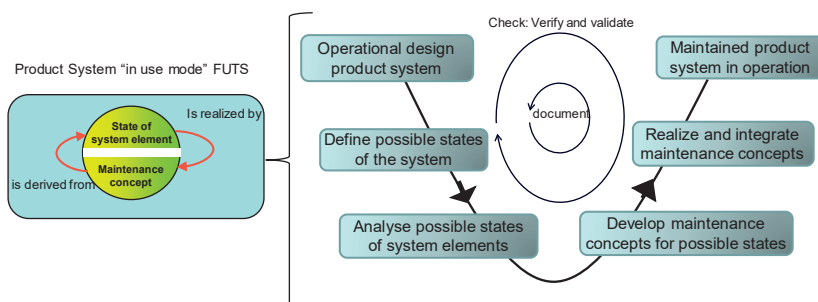 Product System “in use mode” FUTS
State of
system element
Is realized by
Maintenance
concept
is derived from
Check: Verify and validate
document
Operational design
product system
Define possible states
of the system
Analyse possible states
of system elements
Develop maintenance
concepts for possible states
Realize and integrate
maintenance concepts
Maintained product
system in operation